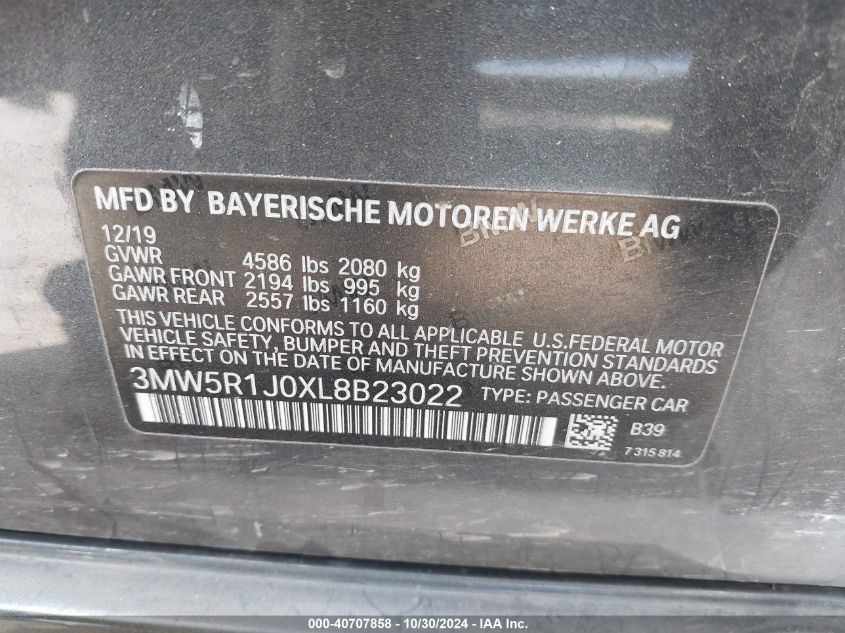 MFD BY BAYERISCHE MOTOREN WERKE AG
12/19
GVWR 4586 lbs 2080 kg
GAWR FRONT 2194 lbs 995 kg
GAWR REAR 2557 lbs 1160 kg
THIS VEHICLE CONFORMS TO ALL APPLICABLE U.S.FEDERAL MOTOR
VEHICLE SAFETY, BUMPER AND THEFT PREVENTION STANDARDS
IN EFFECT ON THE DATE OF MANUFACTURE SHOWN ABOVE
3MW5R1J0XL8B23022 TYPE: PASSENGER CAR
B39
7 315 814
000-40707858 - 10/30/2024 - IAA Inc.